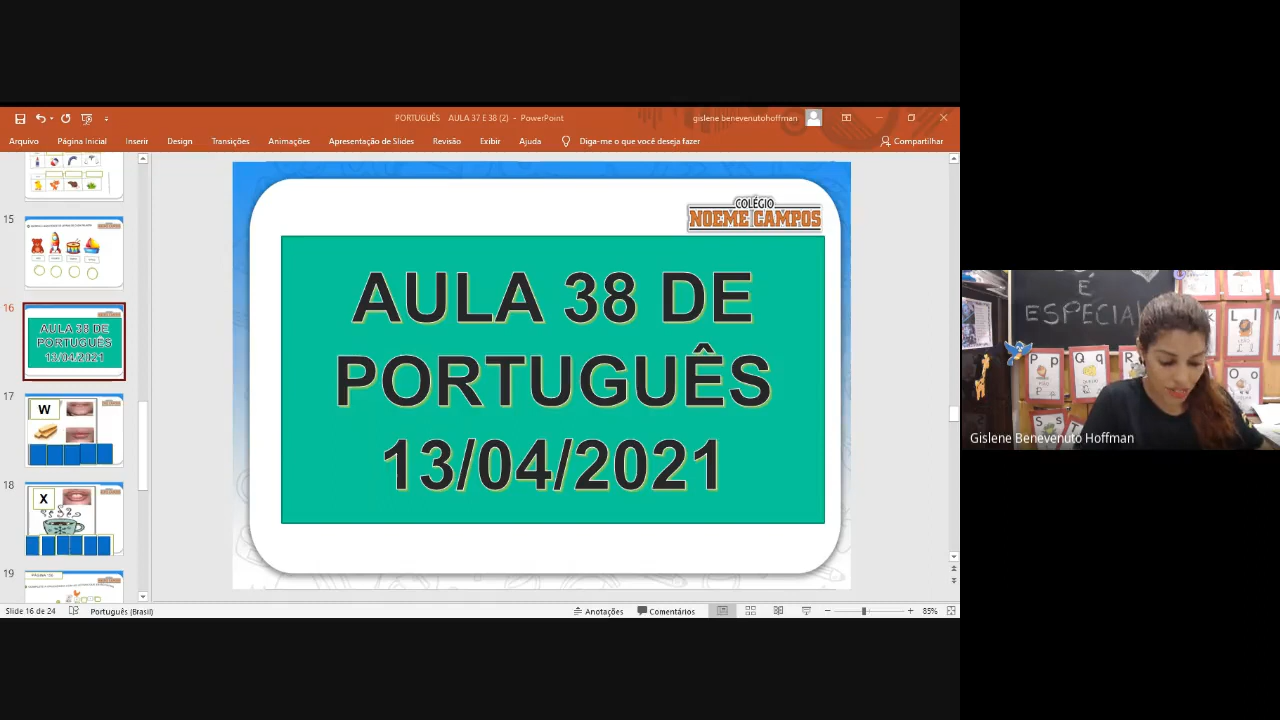 PORTUGUÊS AULA 37 E 38 (2) - PowerPoint
gislene benevenutohoffman
Arquivo Página Inicial Inserir Design Transições Animações Apresentação de Slides Revisão Exibir Ajuda Diga-me o que você deseja fazer Compartilhar
15
16
AULA 38 DE
PORTUGUÊS
13/04/2021
17
W
18
X
19
COLÉGIO
NOEME CAMPOS
AULA 38 DE
PORTUGUÊS
13/04/2021
Slide 16 de 24 Português (Brasil) Anotações Comentários 85%
É
ESPECIAL
K L l
P p Q q R
O o
S s T
Gislene Benevenuto Hoffman